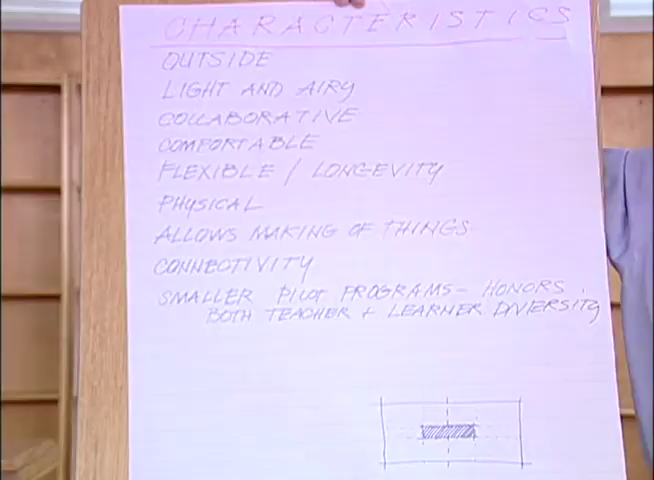 CHARACTERISTICS
OUTSIDE
LIGHT AND AIRY
COLLABORATIVE
COMFORTABLE
FLEXIBLE / LONGEVITY
PHYSICAL
ALLOWS MAKING OF THINGS
CONNECTIVITY
SMALLER PILOT PROGRAMS - HONORS
BOTH TEACHER + LEARNER DIVERSITY